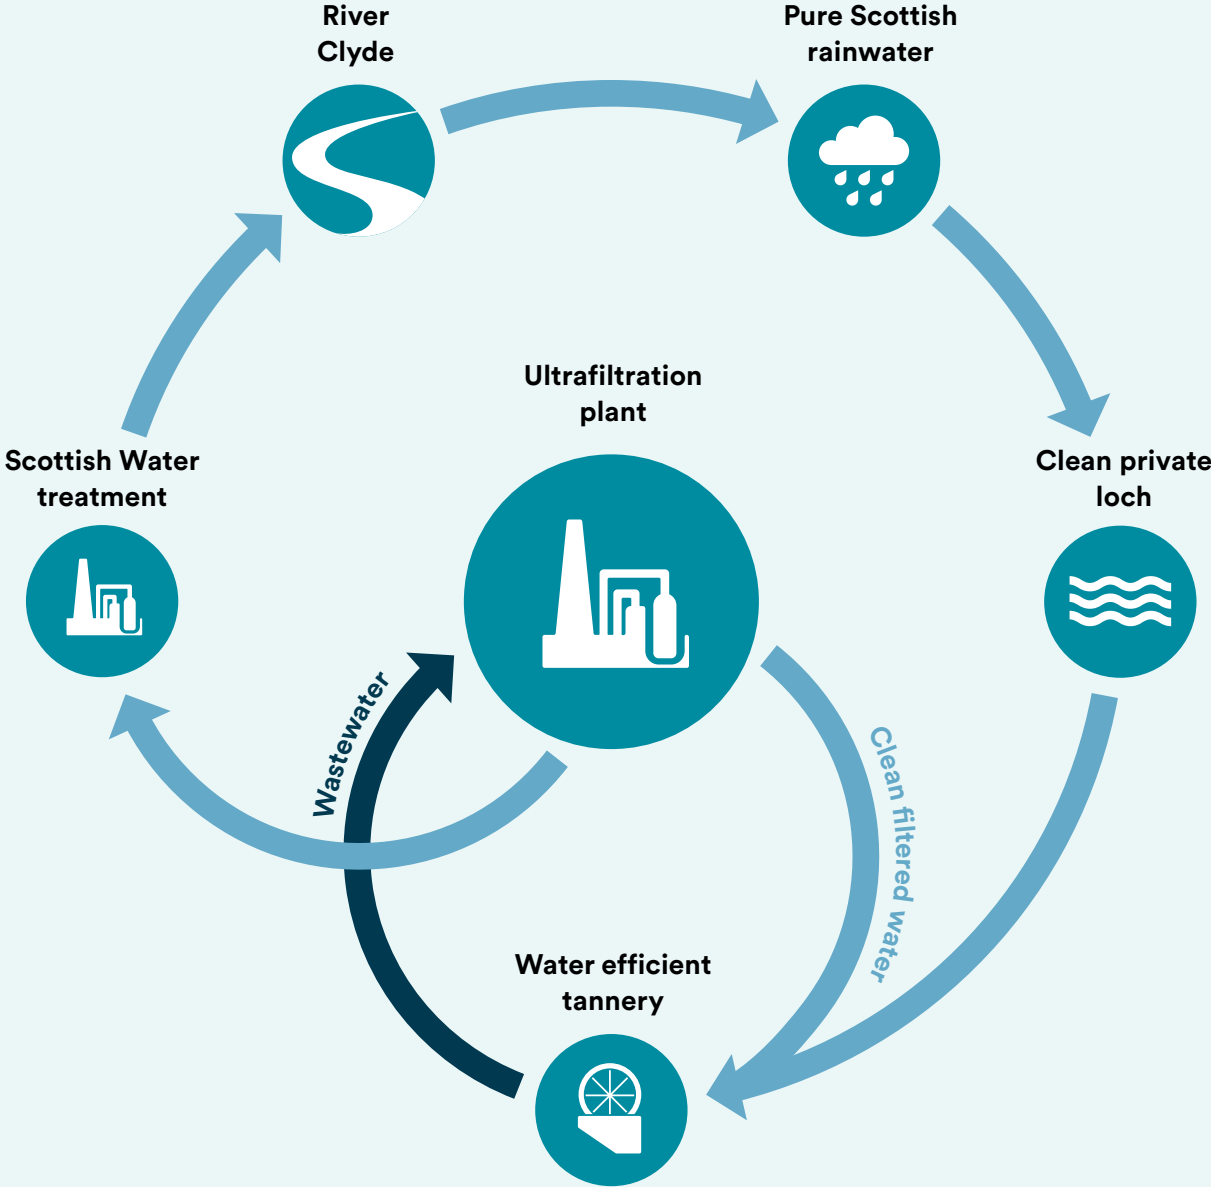 River
Clyde
Pure Scottish
rainwater
Ultrafiltration
plant
Scottish Water
treatment
Clean private
loch
Wastewater
Clean filtered water
Water efficient
tannery